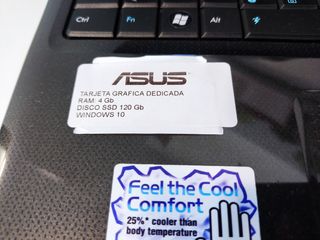 Ctrl
Fn
Alt
ASUS
TARJETA GRAFICA DEDICADA
RAM: 4 Gb
DISCO SSD 120 Gb
WINDOWS 10
Feel the Cool
Comfort
25%* cooler than
body temperature